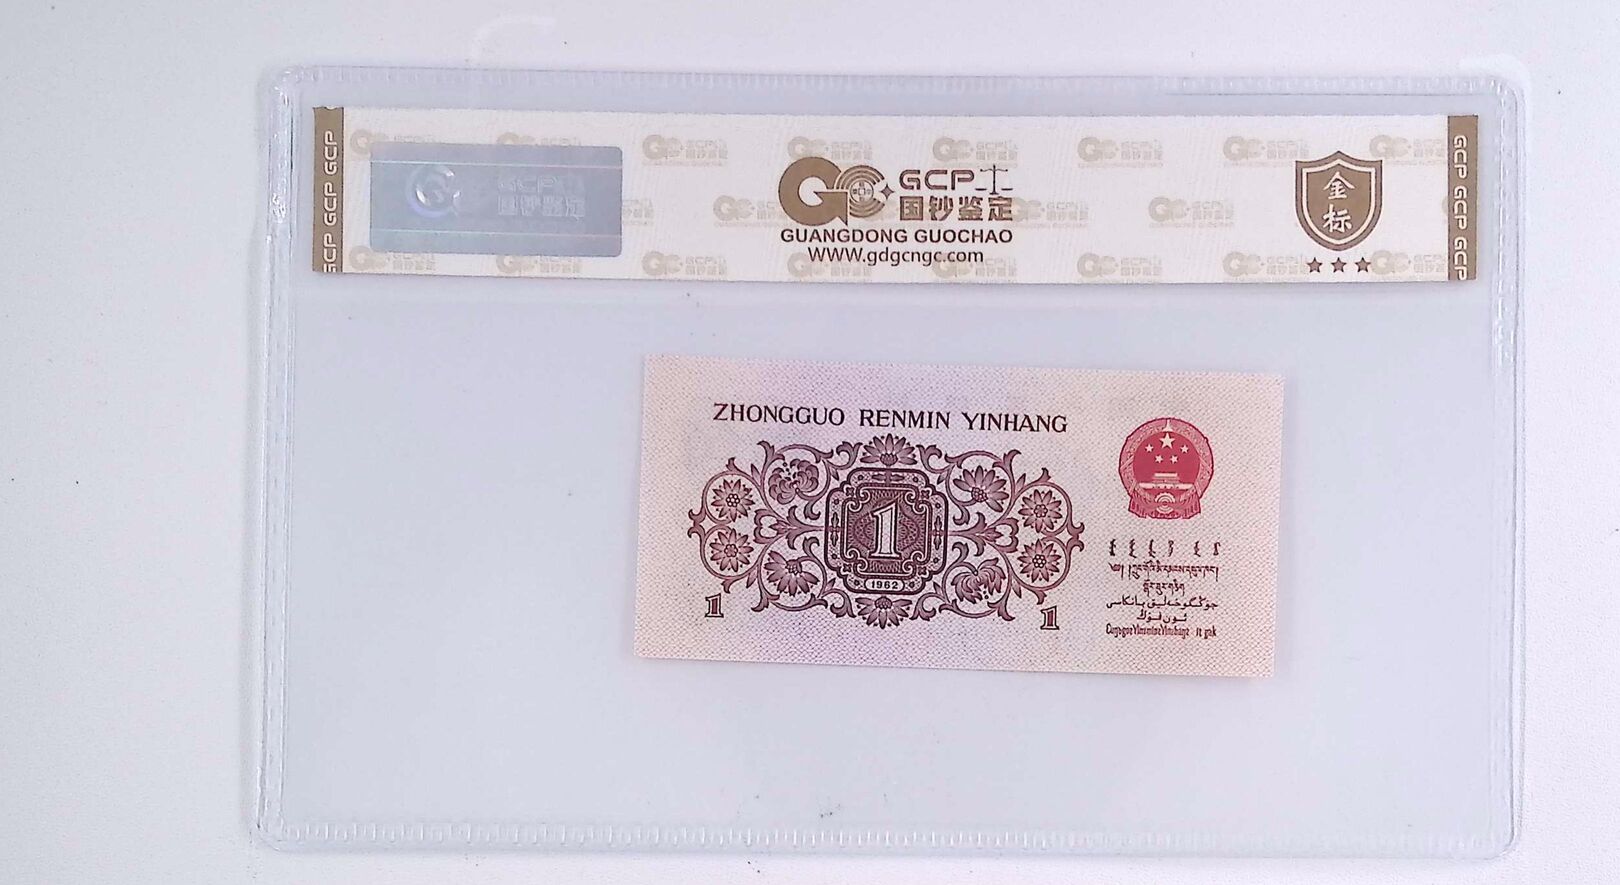 GCP GCP GCP
GCP
国钞鉴定
GCP
国钞鉴定
GUANGDONG GUOCHAO
WWW.gdgcngc.com
金
标
GCP GCP GCP
ZHONGGUO RENMIN YINHANG
1
1962
1
1